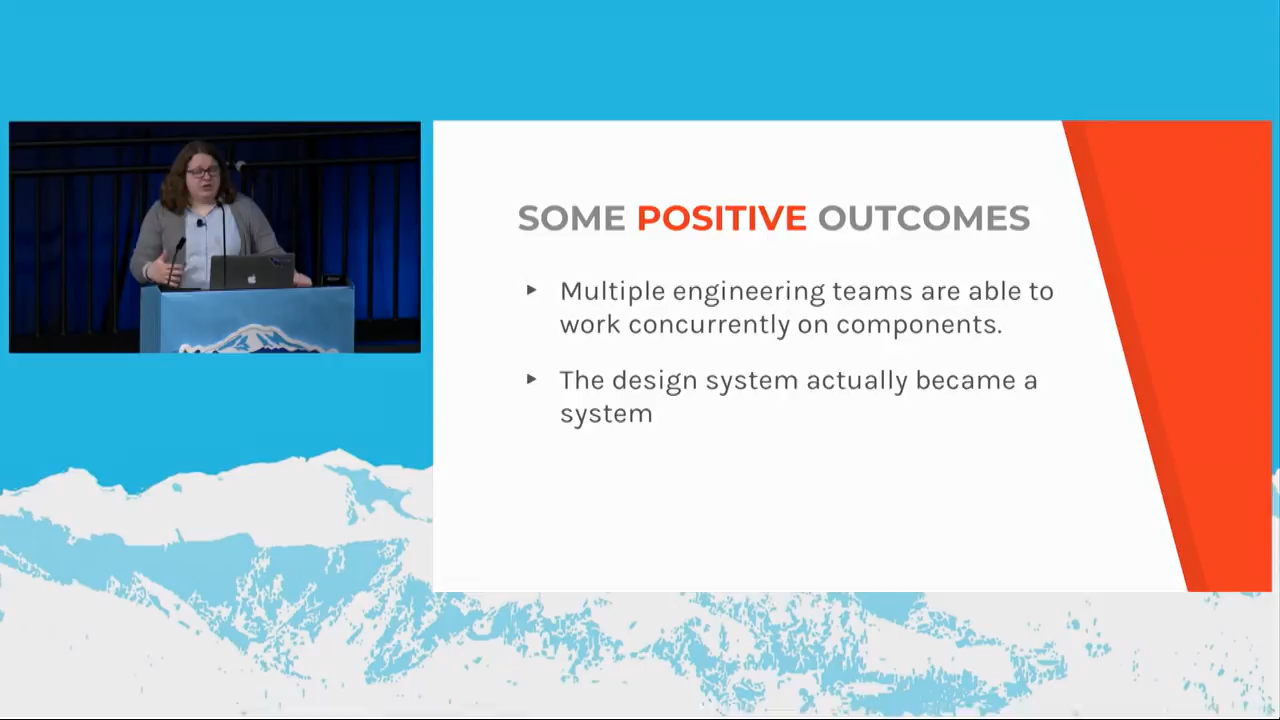 SOME POSITIVE OUTCOMES
▸ Multiple engineering teams are able to
work concurrently on components.
▸ The design system actually became a
system